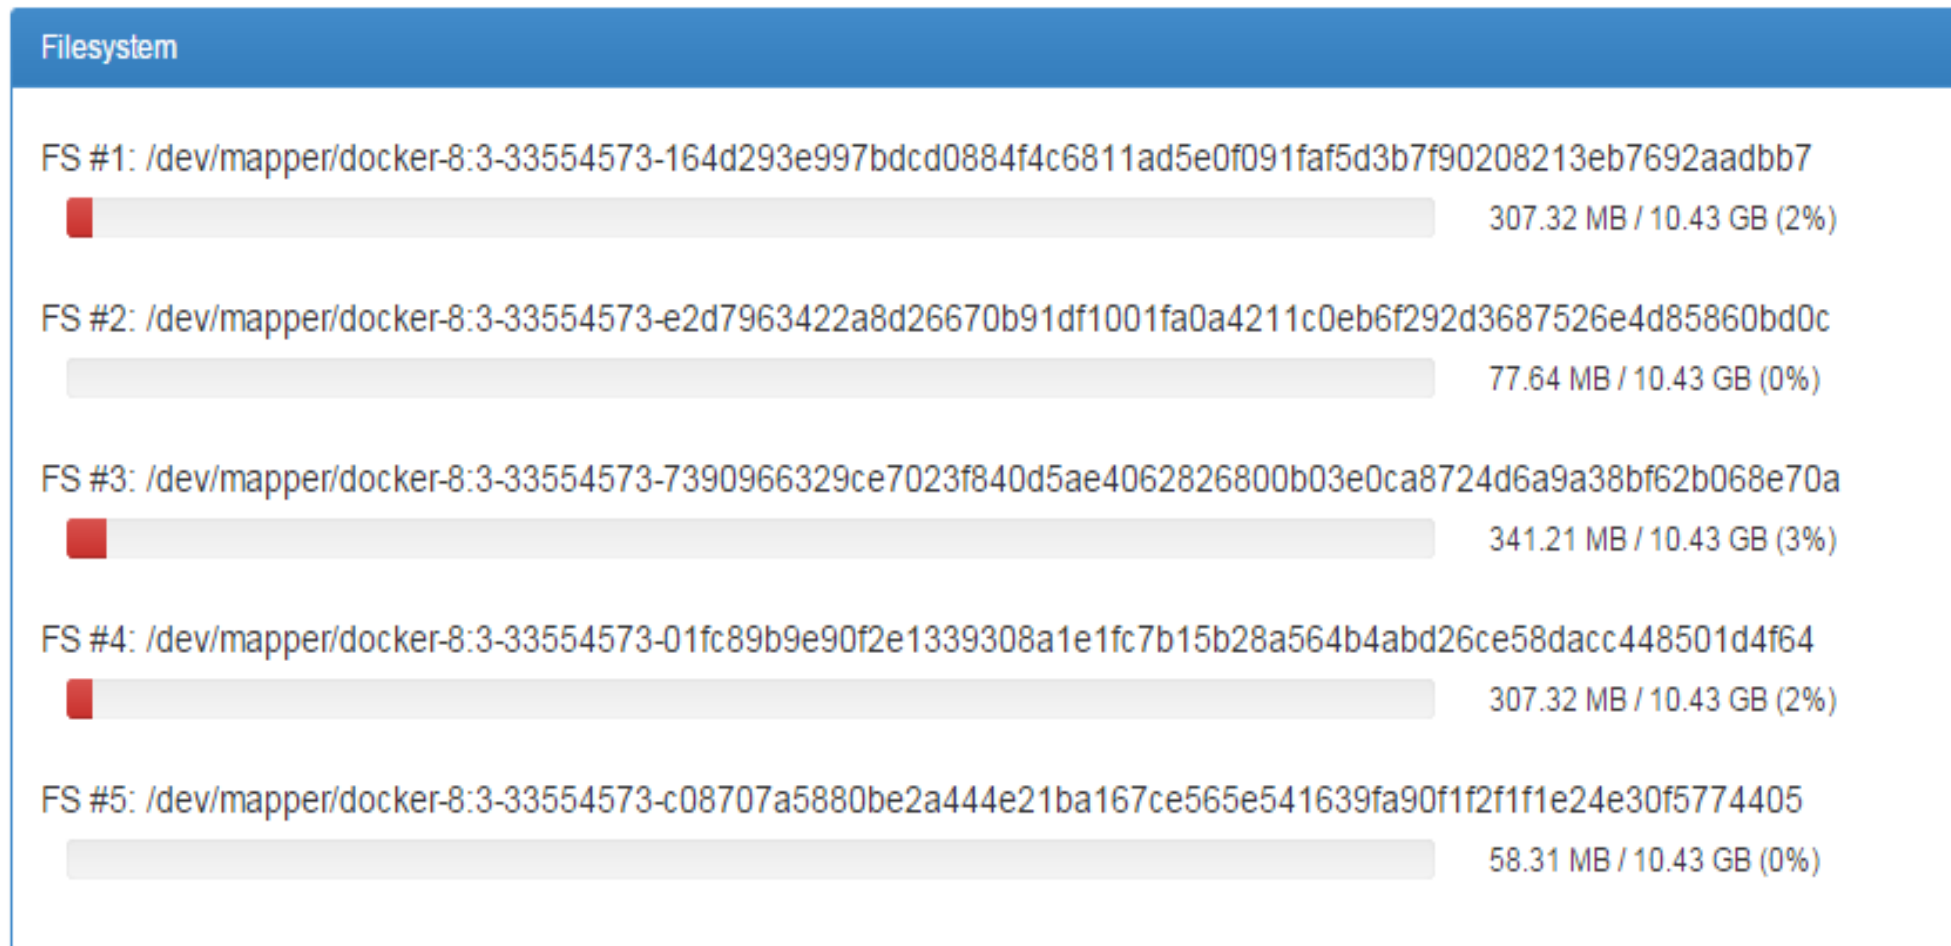 Filesystem
FS #1: /dev/mapper/docker-8:3-33554573-164d293e997bdcd0884f4c6811ad5e0f091faf5d3b7f90208213eb7692aadbb7
307.32 MB / 10.43 GB (2%)
FS #2: /dev/mapper/docker-8:3-33554573-e2d7963422a8d26670b91df1001fa0a4211c0eb6f292d3687526e4d85860bd0c
77.64 MB / 10.43 GB (0%)
FS #3: /dev/mapper/docker-8:3-33554573-7390966329ce7023f840d5ae4062826800b03e0ca8724d6a9a38bf62b068e70a
341.21 MB / 10.43 GB (3%)
FS #4: /dev/mapper/docker-8:3-33554573-01fc89b9e90f2e1339308a1e1fc7b15b28a564b4abd26ce58dacc448501d4f64
307.32 MB / 10.43 GB (2%)
FS #5: /dev/mapper/docker-8:3-33554573-c08707a5880be2a444e21ba167ce565e541639fa90f1f2f1f1e24e30f5774405
58.31 MB / 10.43 GB (0%)